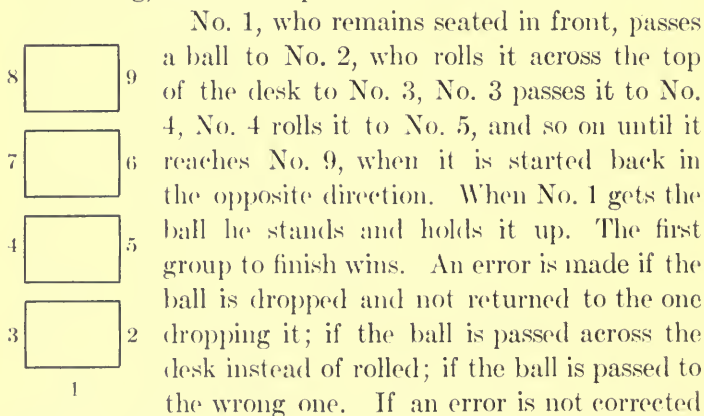 No. 1, who remains seated in front, passes
a ball to No. 2, who rolls it across the top
of the desk to No. 3, No. 3 passes it to No.
4, No. 4 rolls it to No. 5, and so on until it
reaches No. 9, when it is started back in
the opposite direction. When No. 1 gets the
ball he stands and holds it up. The first
group to finish wins. An error is made if the
ball is dropped and not returned to the one
dropping it; if the ball is passed across the
desk instead of rolled; if the ball is passed to
the wrong one. If an error is not corrected
8 9
7 6
4 5
3 2
1